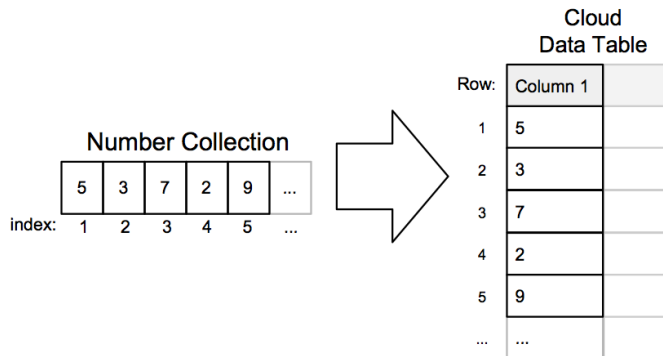 Number Collection
5 3 7 2 9 ...
index: 1 2 3 4 5 ...
Cloud
Data Table
Row: Column 1
1 5
2 3
3 7
4 2
5 9
... ...